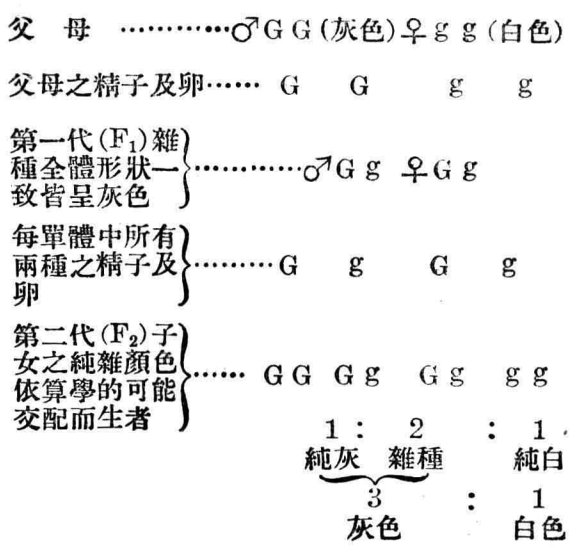 父 母 …………♂GG(灰色)♀gg(白色)
父母之精子及卵…… G G g g
第一代(F₁)雜
種全體形狀一…………♂Gg ♀Gg
致皆呈灰色
每單體中所有
兩種之精子及………G g G g
卵
第二代(F₂)子
女之純雜顏色
依算學的可能…… GG Gg Gg gg
交配而生者
1 : 2 : 1
純灰 雜種 純白
3 : 1
灰色 白色